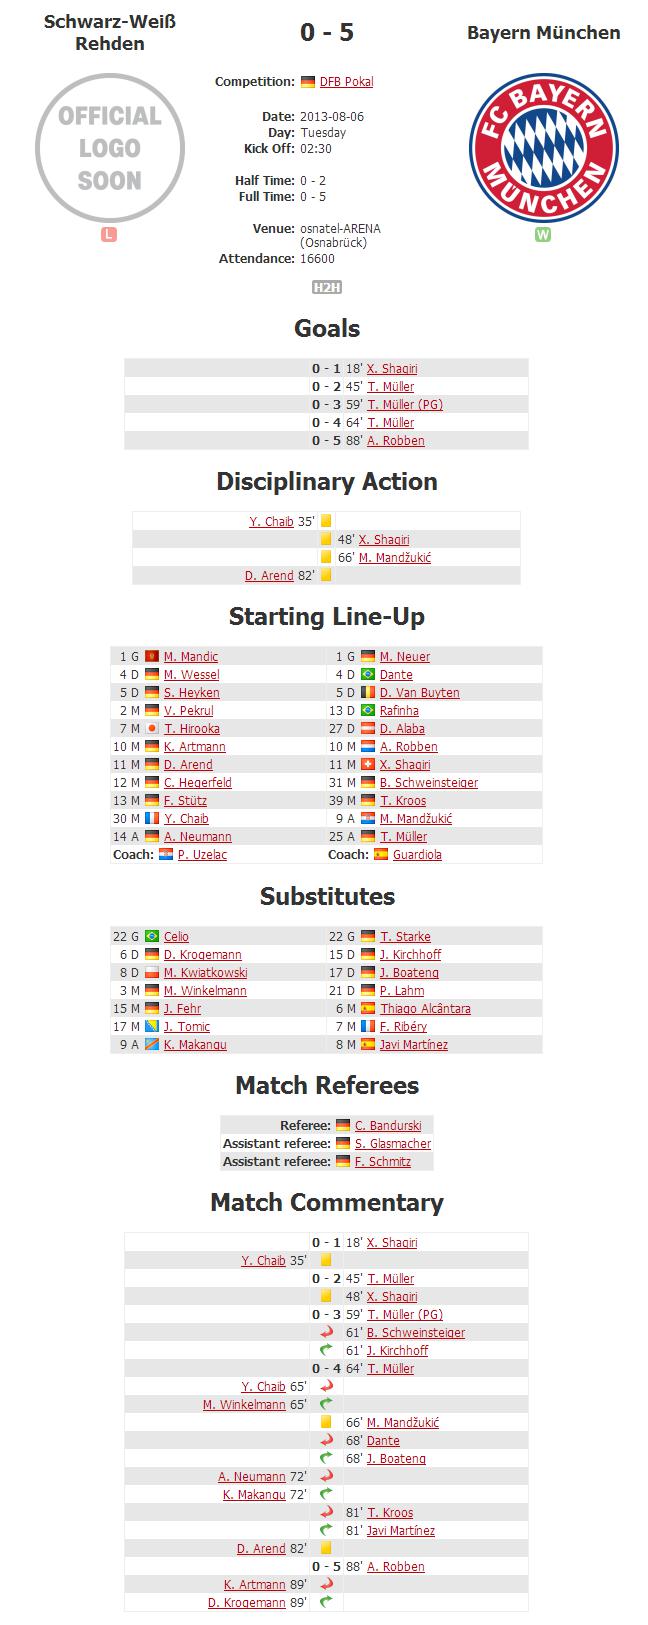 Schwarz-Weiß
Rehden
0 - 5
Bayern München
OFFICIAL
LOGO
SOON
L
Competition: DFB Pokal
Date: 2013-08-06
Day: Tuesday
Kick Off: 02:30
Half Time: 0 - 2
Full Time: 0 - 5
Venue: osnatel-ARENA
(Osnabrück)
Attendance: 16600
H2H
FC BAYERN
MÜNCHEN
W
Goals
0 - 1 18' X. Shaqiri
0 - 2 45' T. Müller
0 - 3 59' T. Müller (PG)
0 - 4 64' T. Müller
0 - 5 88' A. Robben
Disciplinary Action
Y. Chaib 35'
48' X. Shaqiri
66' M. Mandžukić
D. Arend 82'
Starting Line-Up
1 G M. Mandic 1 G M. Neuer
4 D M. Wessel 4 D Dante
5 D S. Heyken 5 D D. Van Buyten
2 M V. Pekrul 13 D Rafinha
7 M T. Hirooka 27 D D. Alaba
10 M K. Artmann 10 M A. Robben
11 M D. Arend 11 M X. Shaqiri
12 M C. Hegerfeld 31 M B. Schweinsteiger
13 M F. Stütz 39 M T. Kroos
30 M Y. Chaib 9 A M. Mandžukić
14 A A. Neumann 25 A T. Müller
Coach: P. Uzelac Coach: Guardiola
Substitutes
22 G Celio 22 G T. Starke
6 D D. Krogemann 15 D J. Kirchhoff
8 D M. Kwiatkowski 17 D J. Boateng
3 M M. Winkelmann 21 D P. Lahm
15 M J. Fehr 6 M Thiago Alcântara
17 M J. Tomic 7 M F. Ribéry
9 A K. Makangu 8 M Javi Martínez
Match Referees
Referee: C. Bandurski
Assistant referee: S. Glasmacher
Assistant referee: F. Schmitz
Match Commentary
0 - 1 18' X. Shaqiri
Y. Chaib 35'
0 - 2 45' T. Müller
48' X. Shaqiri
0 - 3 59' T. Müller (PG)
61' B. Schweinsteiger
61' J. Kirchhoff
0 - 4 64' T. Müller
Y. Chaib 65'
M. Winkelmann 65'
66' M. Mandžukić
68' Dante
68' J. Boateng
A. Neumann 72'
K. Makangu 72'
81' T. Kroos
81' Javi Martínez
D. Arend 82'
0 - 5 88' A. Robben
K. Artmann 89'
D. Krogemann 89'